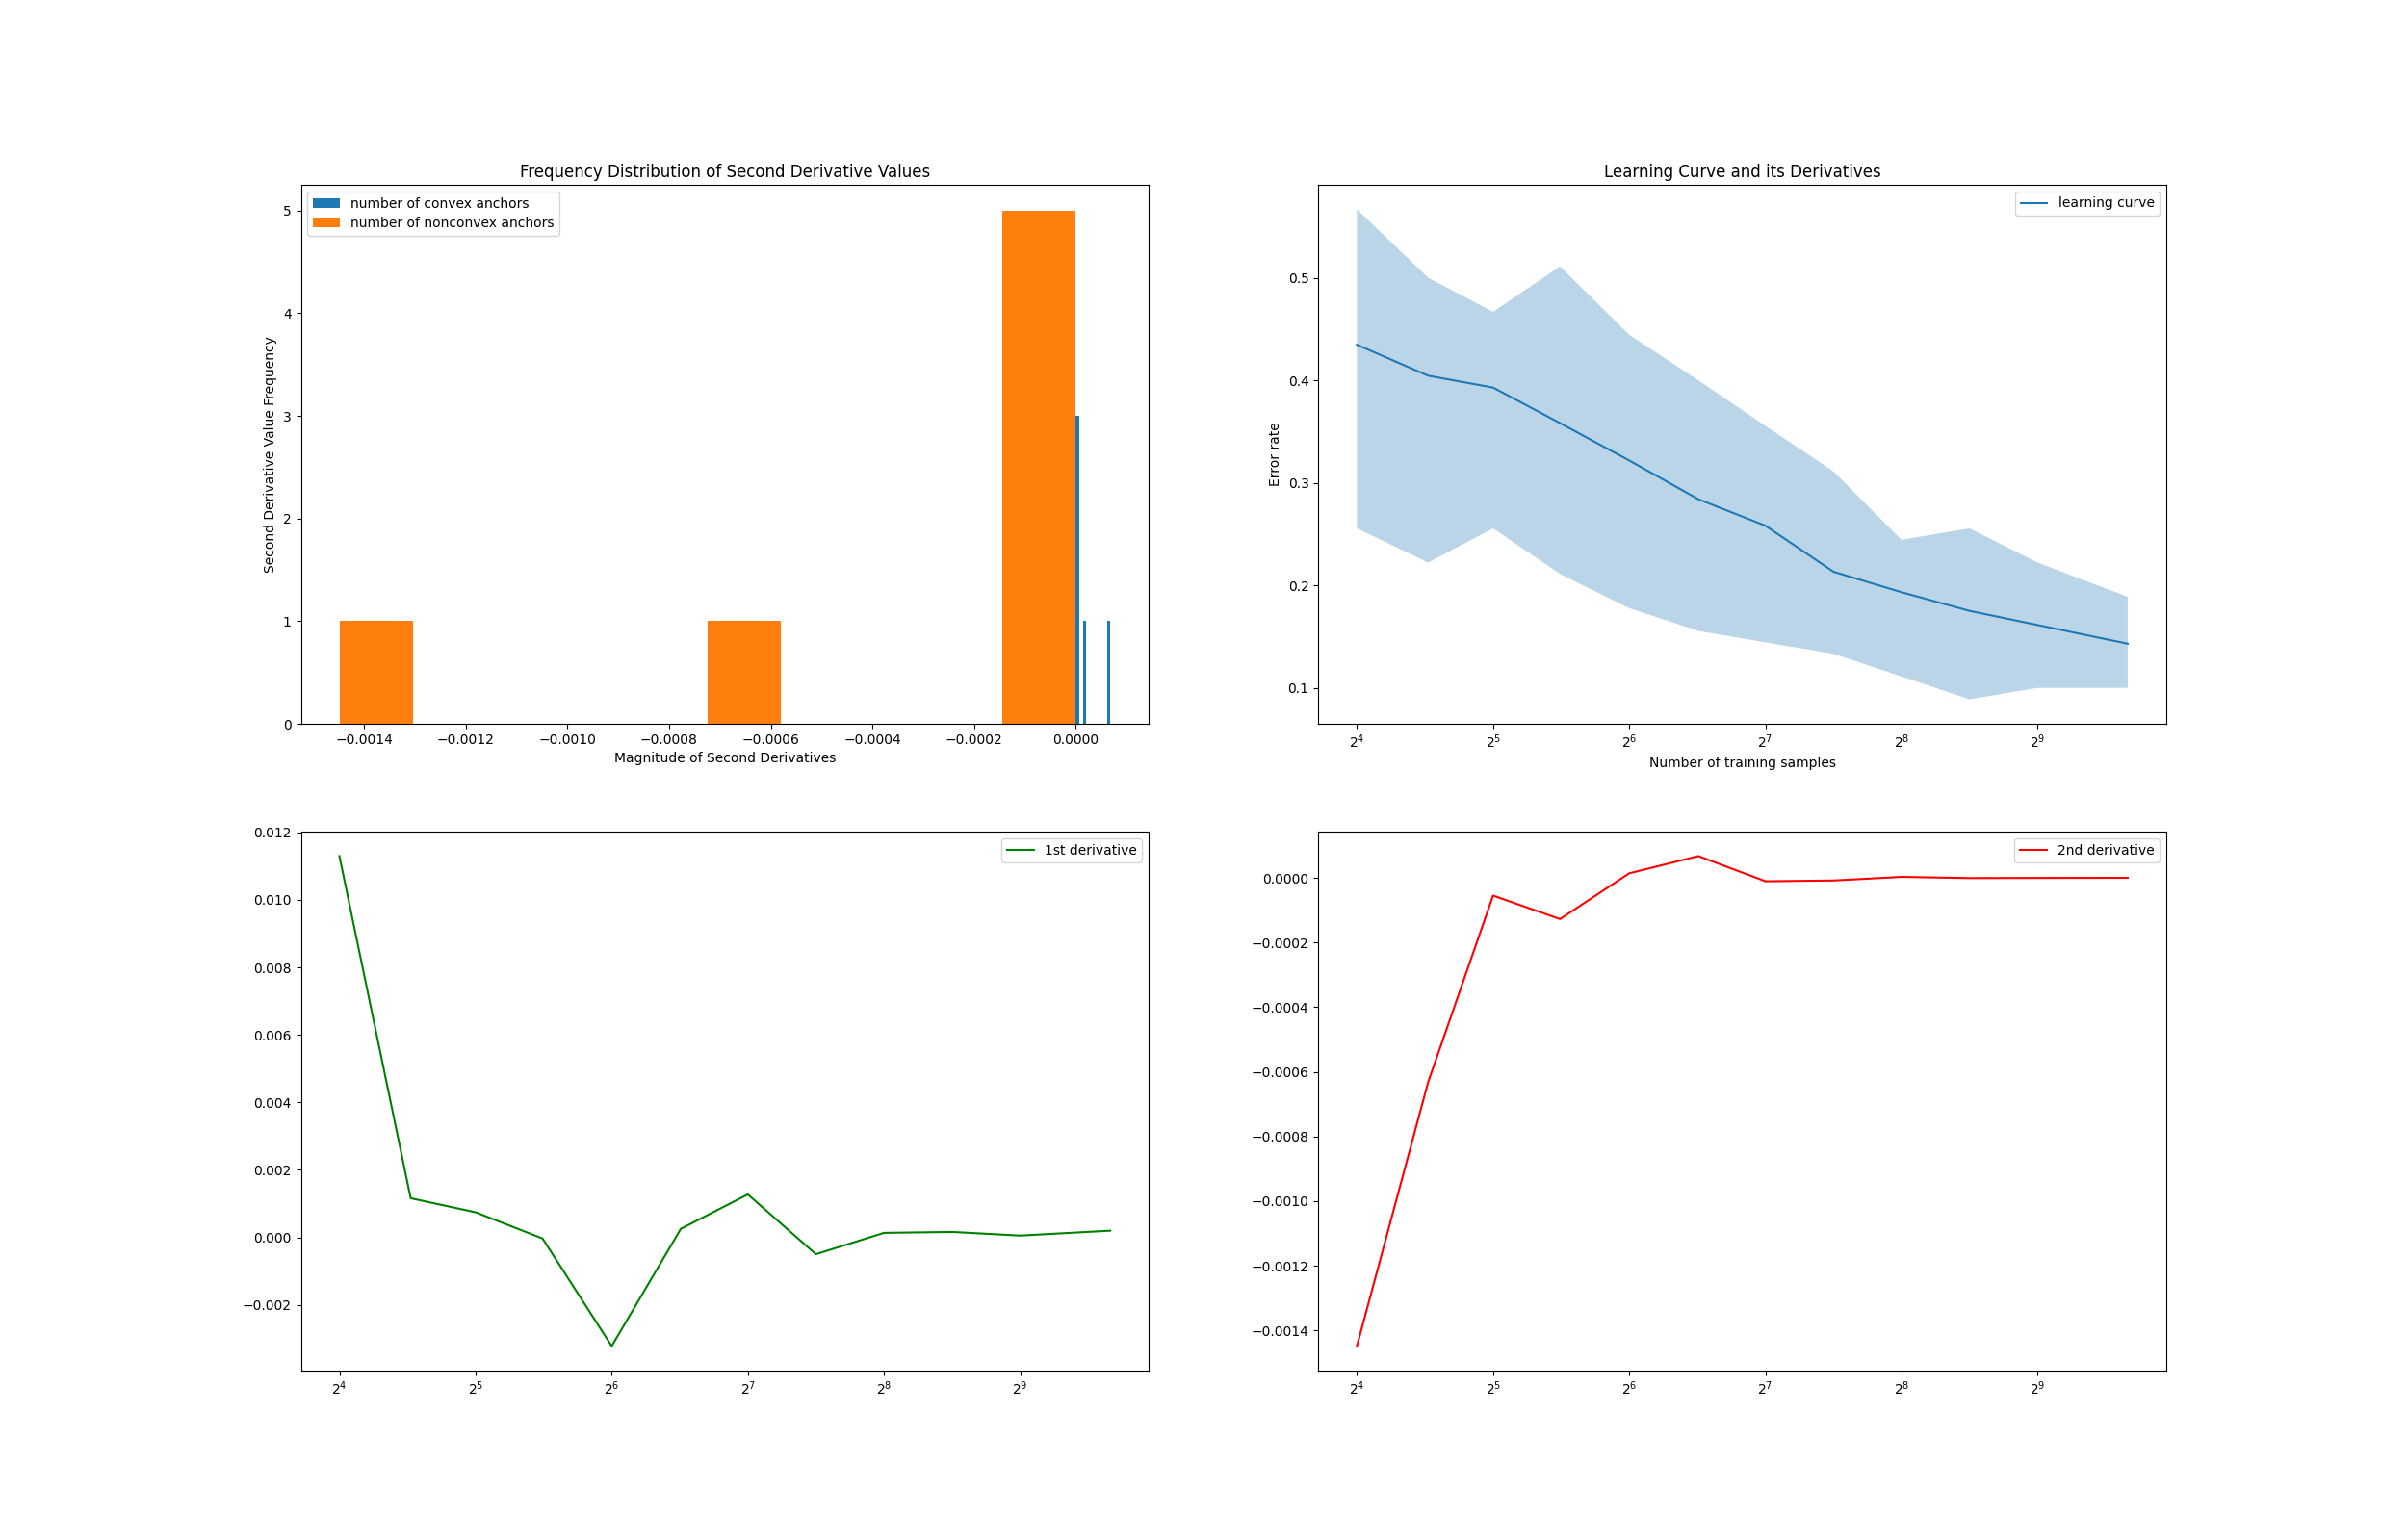 Frequency Distribution of Second Derivative Values
number of convex anchors
number of nonconvex anchors
Second Derivative Value Frequency
5
4
3
2
1
0
−0.0014 −0.0012 −0.0010 −0.0008 −0.0006 −0.0004 −0.0002 0.0000
Magnitude of Second Derivatives
Learning Curve and its Derivatives
learning curve
Error rate
0.5
0.4
0.3
0.2
0.1
2⁴ 2⁵ 2⁶ 2⁷ 2⁸ 2⁹
Number of training samples
1st derivative
0.012
0.010
0.008
0.006
0.004
0.002
0.000
−0.002
2⁴ 2⁵ 2⁶ 2⁷ 2⁸ 2⁹
2nd derivative
0.0000
−0.0002
−0.0004
−0.0006
−0.0008
−0.0010
−0.0012
−0.0014
2⁴ 2⁵ 2⁶ 2⁷ 2⁸ 2⁹